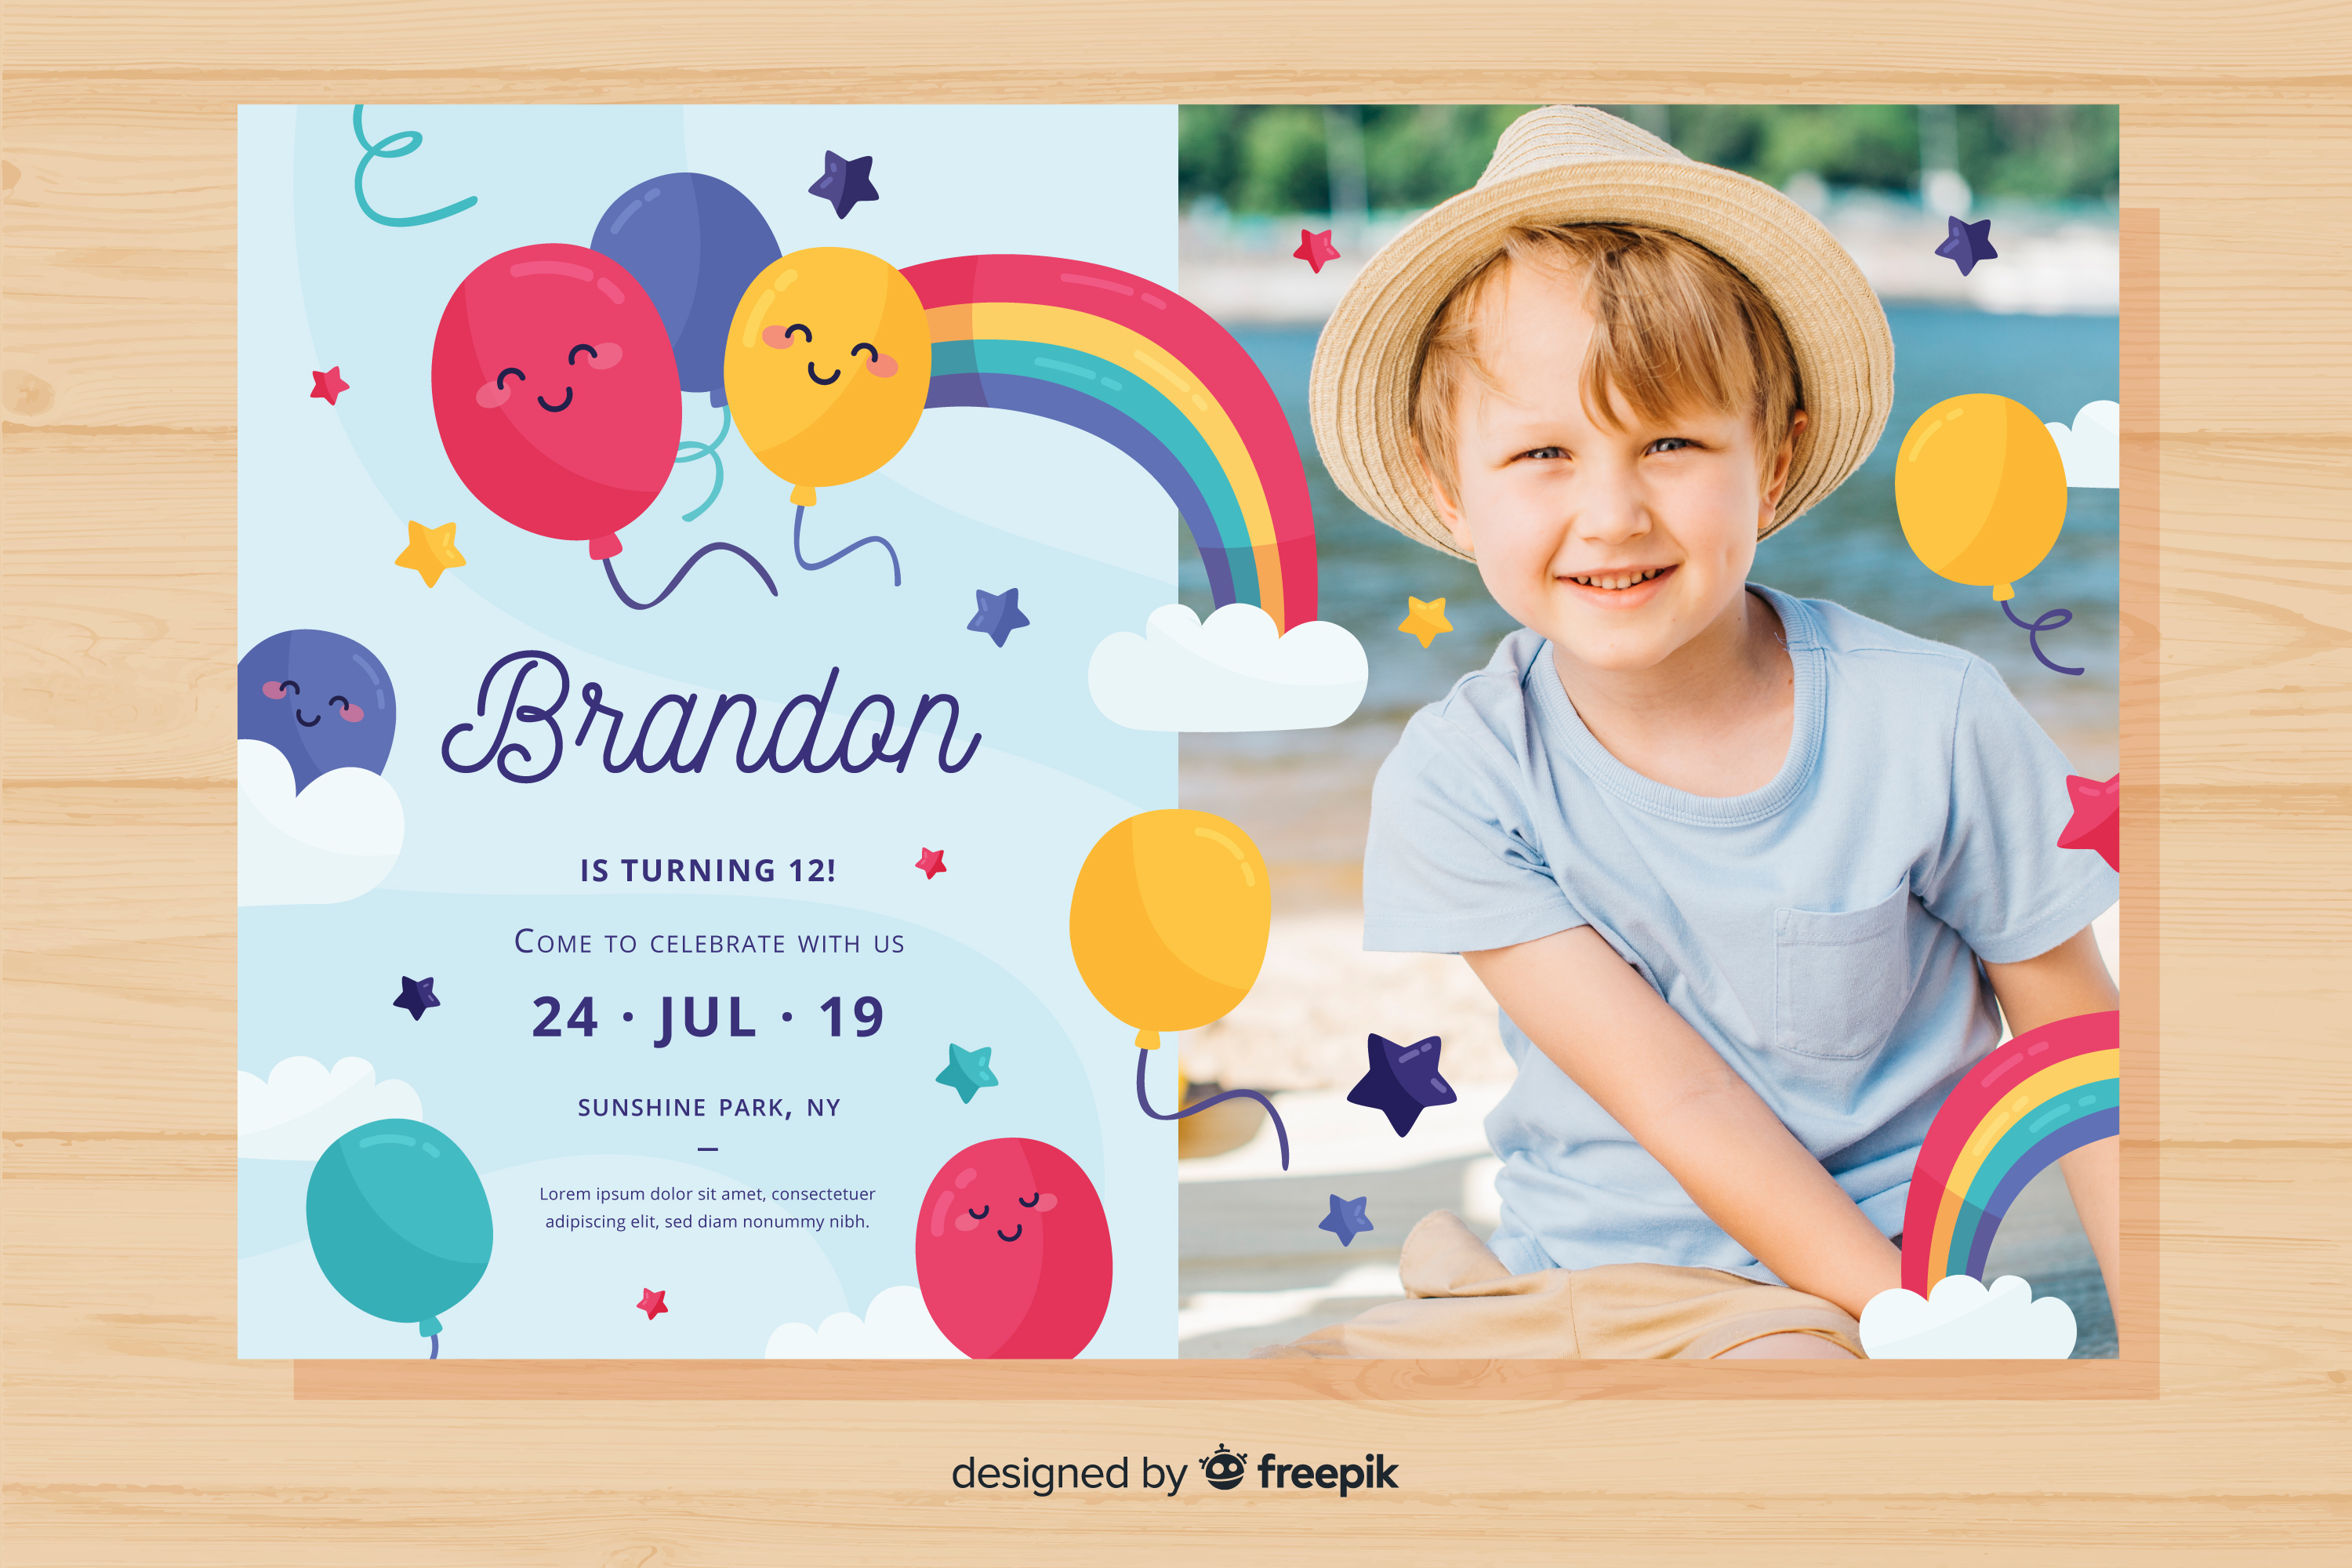 Brandon
IS TURNING 12!
COME TO CELEBRATE WITH US
24 · JUL · 19
SUNSHINE PARK, NY
—
Lorem ipsum dolor sit amet, consectetuer
adipiscing elit, sed diam nonummy nibh.
designed by freepik